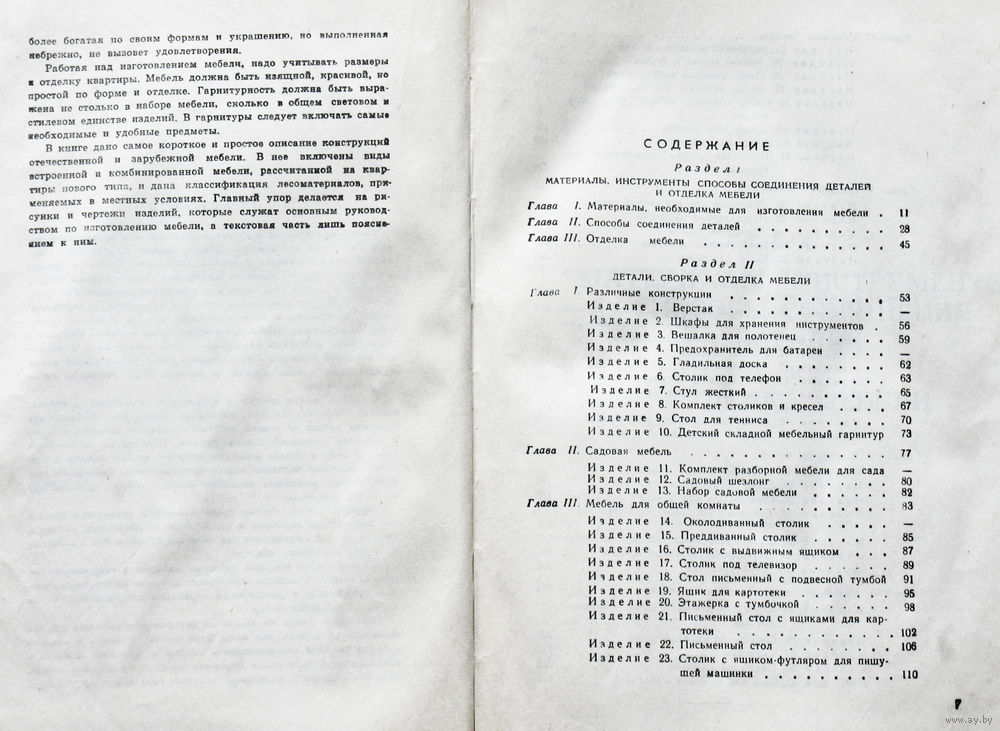 более богатая по своим формам и украшению, но выполненная
небрежно, не вызовет удовлетворения.
Работая над изготовлением мебели, надо учитывать размеры
и отделку квартиры. Мебель должна быть изящной, красивой, но
простой по форме и отделке. Гарнитурность должна быть выра-
жена не столько в наборе мебели, сколько в общем световом и
стилевом единстве изделий. В гарнитуры следует включать самые
необходимые и удобные предметы.
В книге дано самое короткое и простое описание конструкций
отечественной и зарубежной мебели. В нее включены виды
встроенной и комбинированной мебели, рассчитанной на квар-
тиры нового типа, и дана классификация лесоматериалов, при-
меняемых в местных условиях. Главный упор делается на ри-
сунки и чертежи изделий, которые служат основным руковод-
ством по изготовлению мебели, а текстовая часть лишь поясне-
нием к ним.
СОДЕРЖАНИЕ
Раздел I
МАТЕРИАЛЫ, ИНСТРУМЕНТЫ СПОСОБЫ СОЕДИНЕНИЯ ДЕТАЛЕЙ
И ОТДЕЛКА МЕБЕЛИ
Глава I. Материалы, необходимые для изготовления мебели . 11
Глава II. Способы соединения деталей . . . . . . . . . 28
Глава III. Отделка мебели . . . . . . . . . . . 45
Раздел II
ДЕТАЛИ, СБОРКА И ОТДЕЛКА МЕБЕЛИ
Глава I. Различные конструкции . . . . . . . . . . . 53
Изделие 1. Верстак . . . . . . . . . . . —
Изделие 2. Шкафы для хранения инструментов . 56
Изделие 3. Вешалка для полотенец . . . . . . 59
Изделие 4. Предохранитель для батареи . . . . —
Изделие 5. Гладильная доска . . . . . . . . 62
Изделие 6. Столик под телефон . . . . . . . 63
Изделие 7. Стул жесткий . . . . . . . . . 65
Изделие 8. Комплект столиков и кресел . . . . 67
Изделие 9. Стол для тенниса . . . . . . . . 70
Изделие 10. Детский складной мебельный гарнитур 73
Глава II. Садовая мебель . . . . . . . . . . . . . 77
Изделие 11. Комплект разборной мебели для сада —
Изделие 12. Садовый шезлонг . . . . . . . . 80
Изделие 13. Набор садовой мебели . . . . . . 82
Глава III. Мебель для общей комнаты . . . . . . . . . 83
Изделие 14. Околодиванный столик . . . . . —
Изделие 15. Преддиванный столик . . . . . . 85
Изделие 16. Столик с выдвижным ящиком . . . 87
Изделие 17. Столик под телевизор . . . . . . 89
Изделие 18. Стол письменный с подвесной тумбой 91
Изделие 19. Ящик для картотеки . . . . . . . 95
Изделие 20. Этажерка с тумбочкой . . . . . . 98
Изделие 21. Письменный стол с ящиками для кар-
тотеки . . . . . . . . . . . 102
Изделие 22. Письменный стол . . . . . . . . 106
Изделие 23. Столик с ящиком-футляром для пишу-
щей машинки . . . . . . . . . . 110
7
www.ay.by